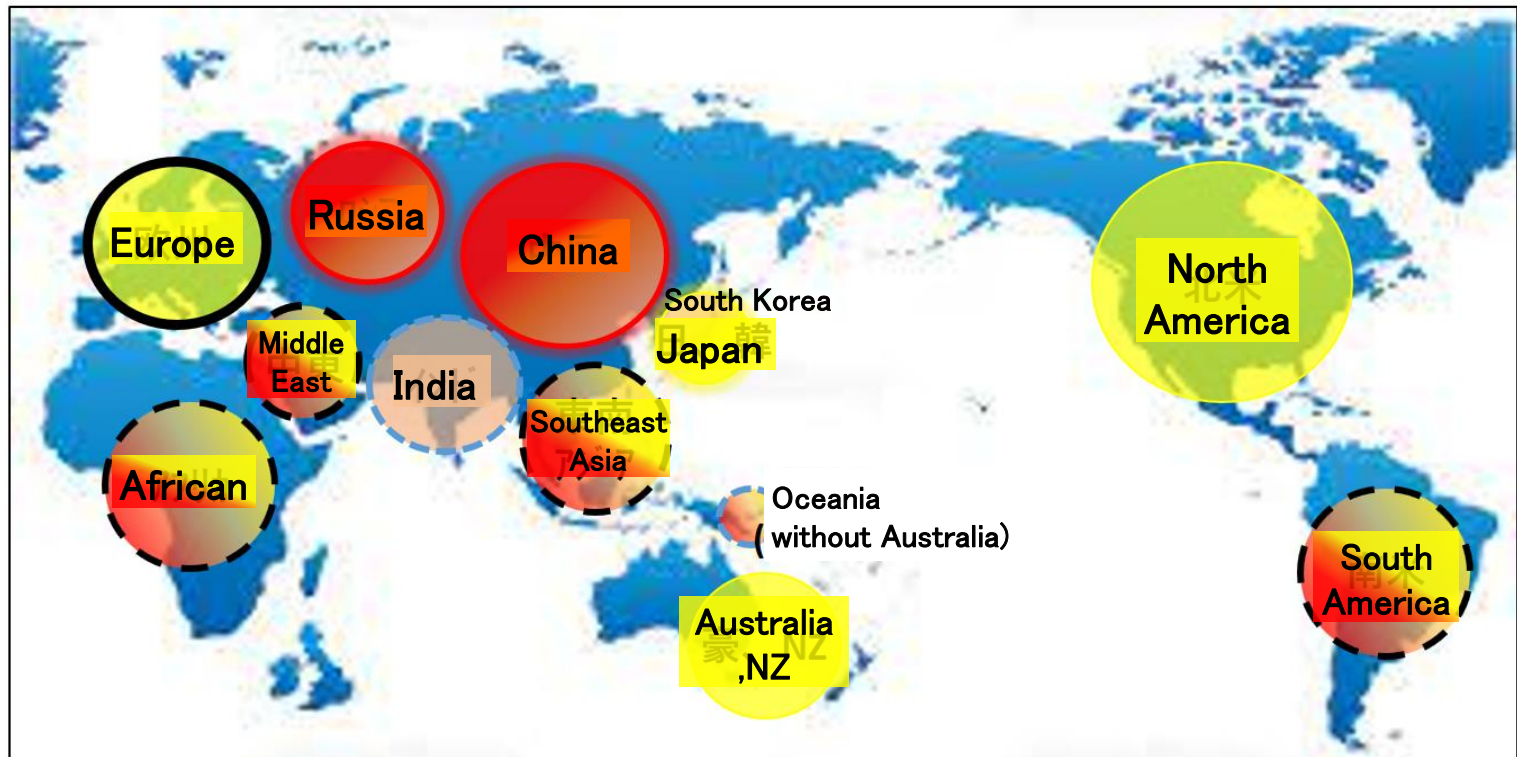 Europe
Russia
China
North
America
South Korea
Japan
Middle
East
India
Southeast
Asia
African
Oceania
( without Australia)
South
America
Australia
,NZ